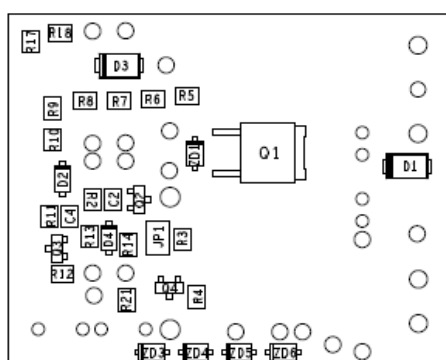 R17
R18
D3
R9
R8
R7
R6
R5
R10
ZD1
Q1
D1
D2
R2
C2
Q2
R11
C4
R13
D4
R14
JP1
R3
Q3
R12
Q4
R4
R21
ZD3
ZD4
ZD5
ZD6